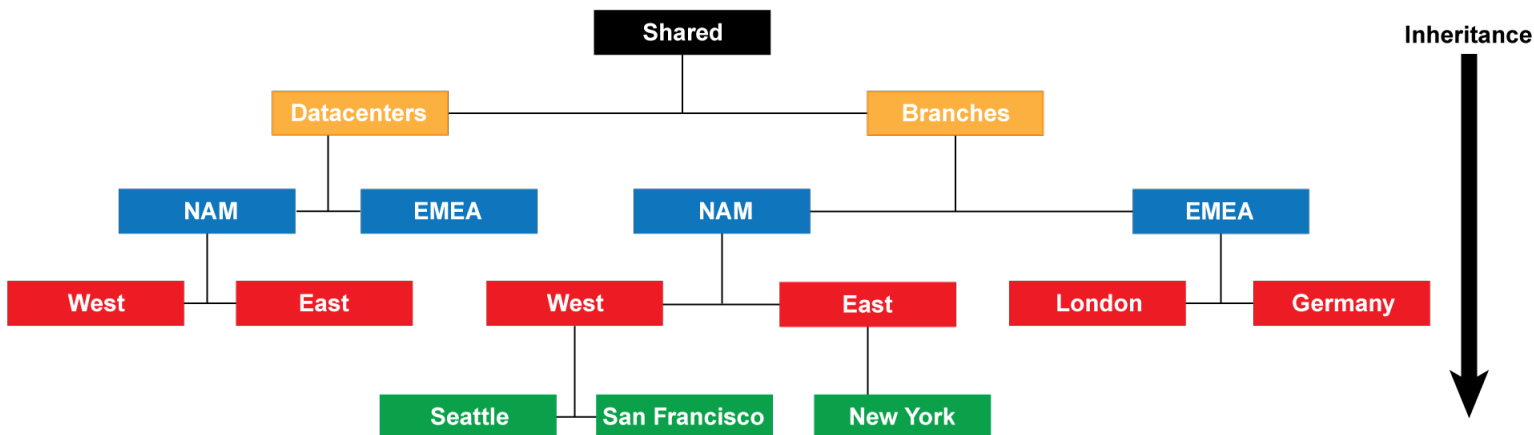 Shared
Inheritance
Datacenters
Branches
NAM
EMEA
NAM
EMEA
West
East
West
East
London
Germany
Seattle
San Francisco
New York